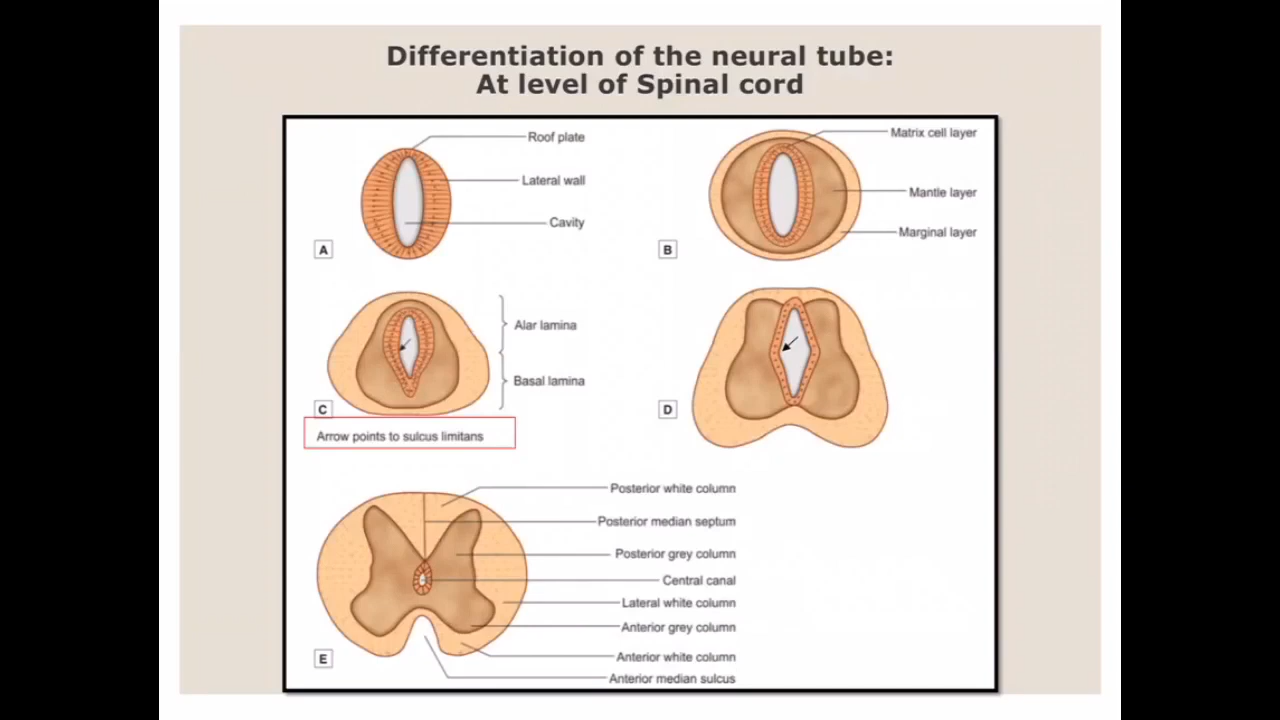 Differentiation of the neural tube:
At level of Spinal cord
Roof plate
Lateral wall
Cavity
A
Matrix cell layer
Mantle layer
Marginal layer
B
Alar lamina
Basal lamina
C
Arrow points to sulcus limitans
D
Posterior white column
Posterior median septum
Posterior grey column
Central canal
Lateral white column
Anterior grey column
Anterior white column
Anterior median sulcus
E